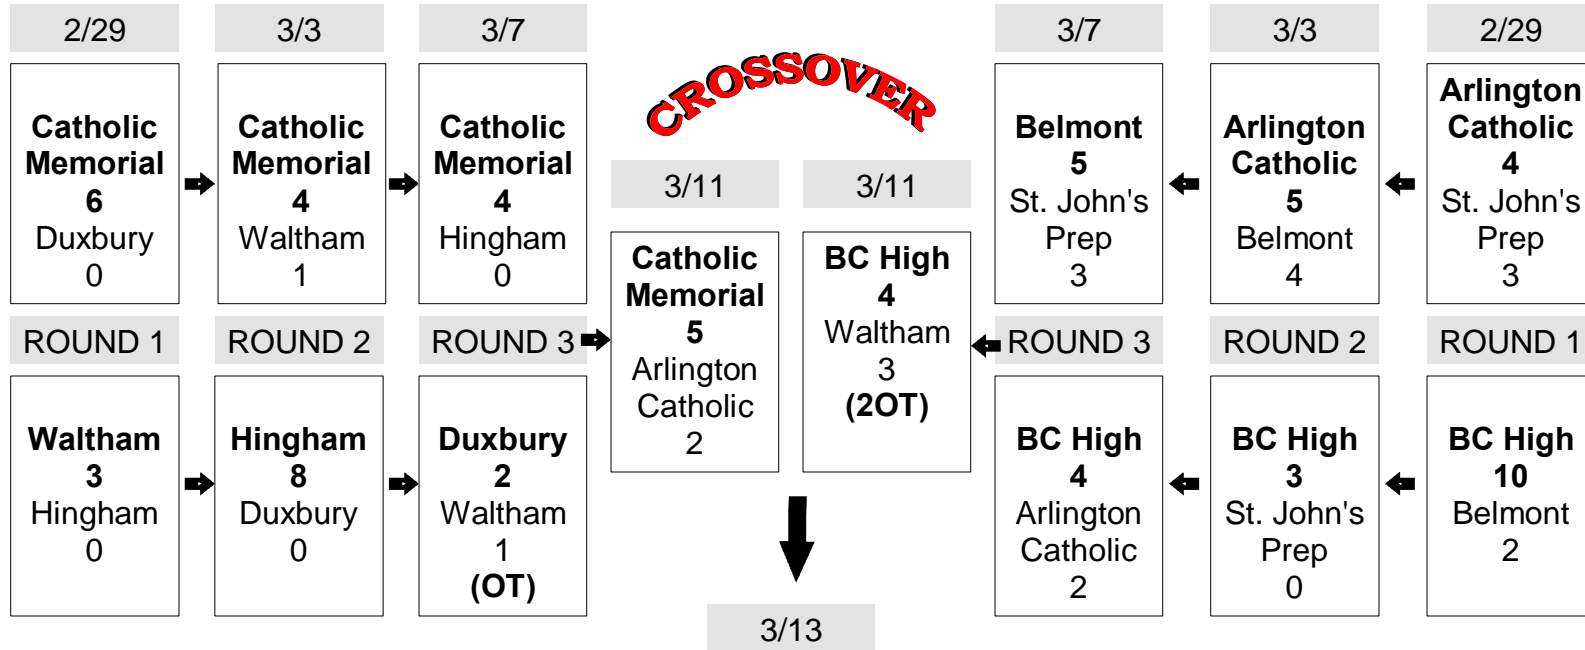 2/29
3/3
3/7
CROSSOVER
3/7
3/3
2/29
Catholic
Memorial
6
Duxbury
0
Catholic
Memorial
4
Waltham
1
Catholic
Memorial
4
Hingham
0
3/11
3/11
Belmont
5
St. John's
Prep
3
Arlington
Catholic
5
Belmont
4
Arlington
Catholic
4
St. John's
Prep
3
ROUND 1
ROUND 2
ROUND 3
Catholic
Memorial
5
Arlington
Catholic
2
BC High
4
Waltham
3
(2OT)
ROUND 3
ROUND 2
ROUND 1
Waltham
3
Hingham
0
Hingham
8
Duxbury
0
Duxbury
2
Waltham
1
(OT)
BC High
4
Arlington
Catholic
2
BC High
3
St. John's
Prep
0
BC High
10
Belmont
2
3/13